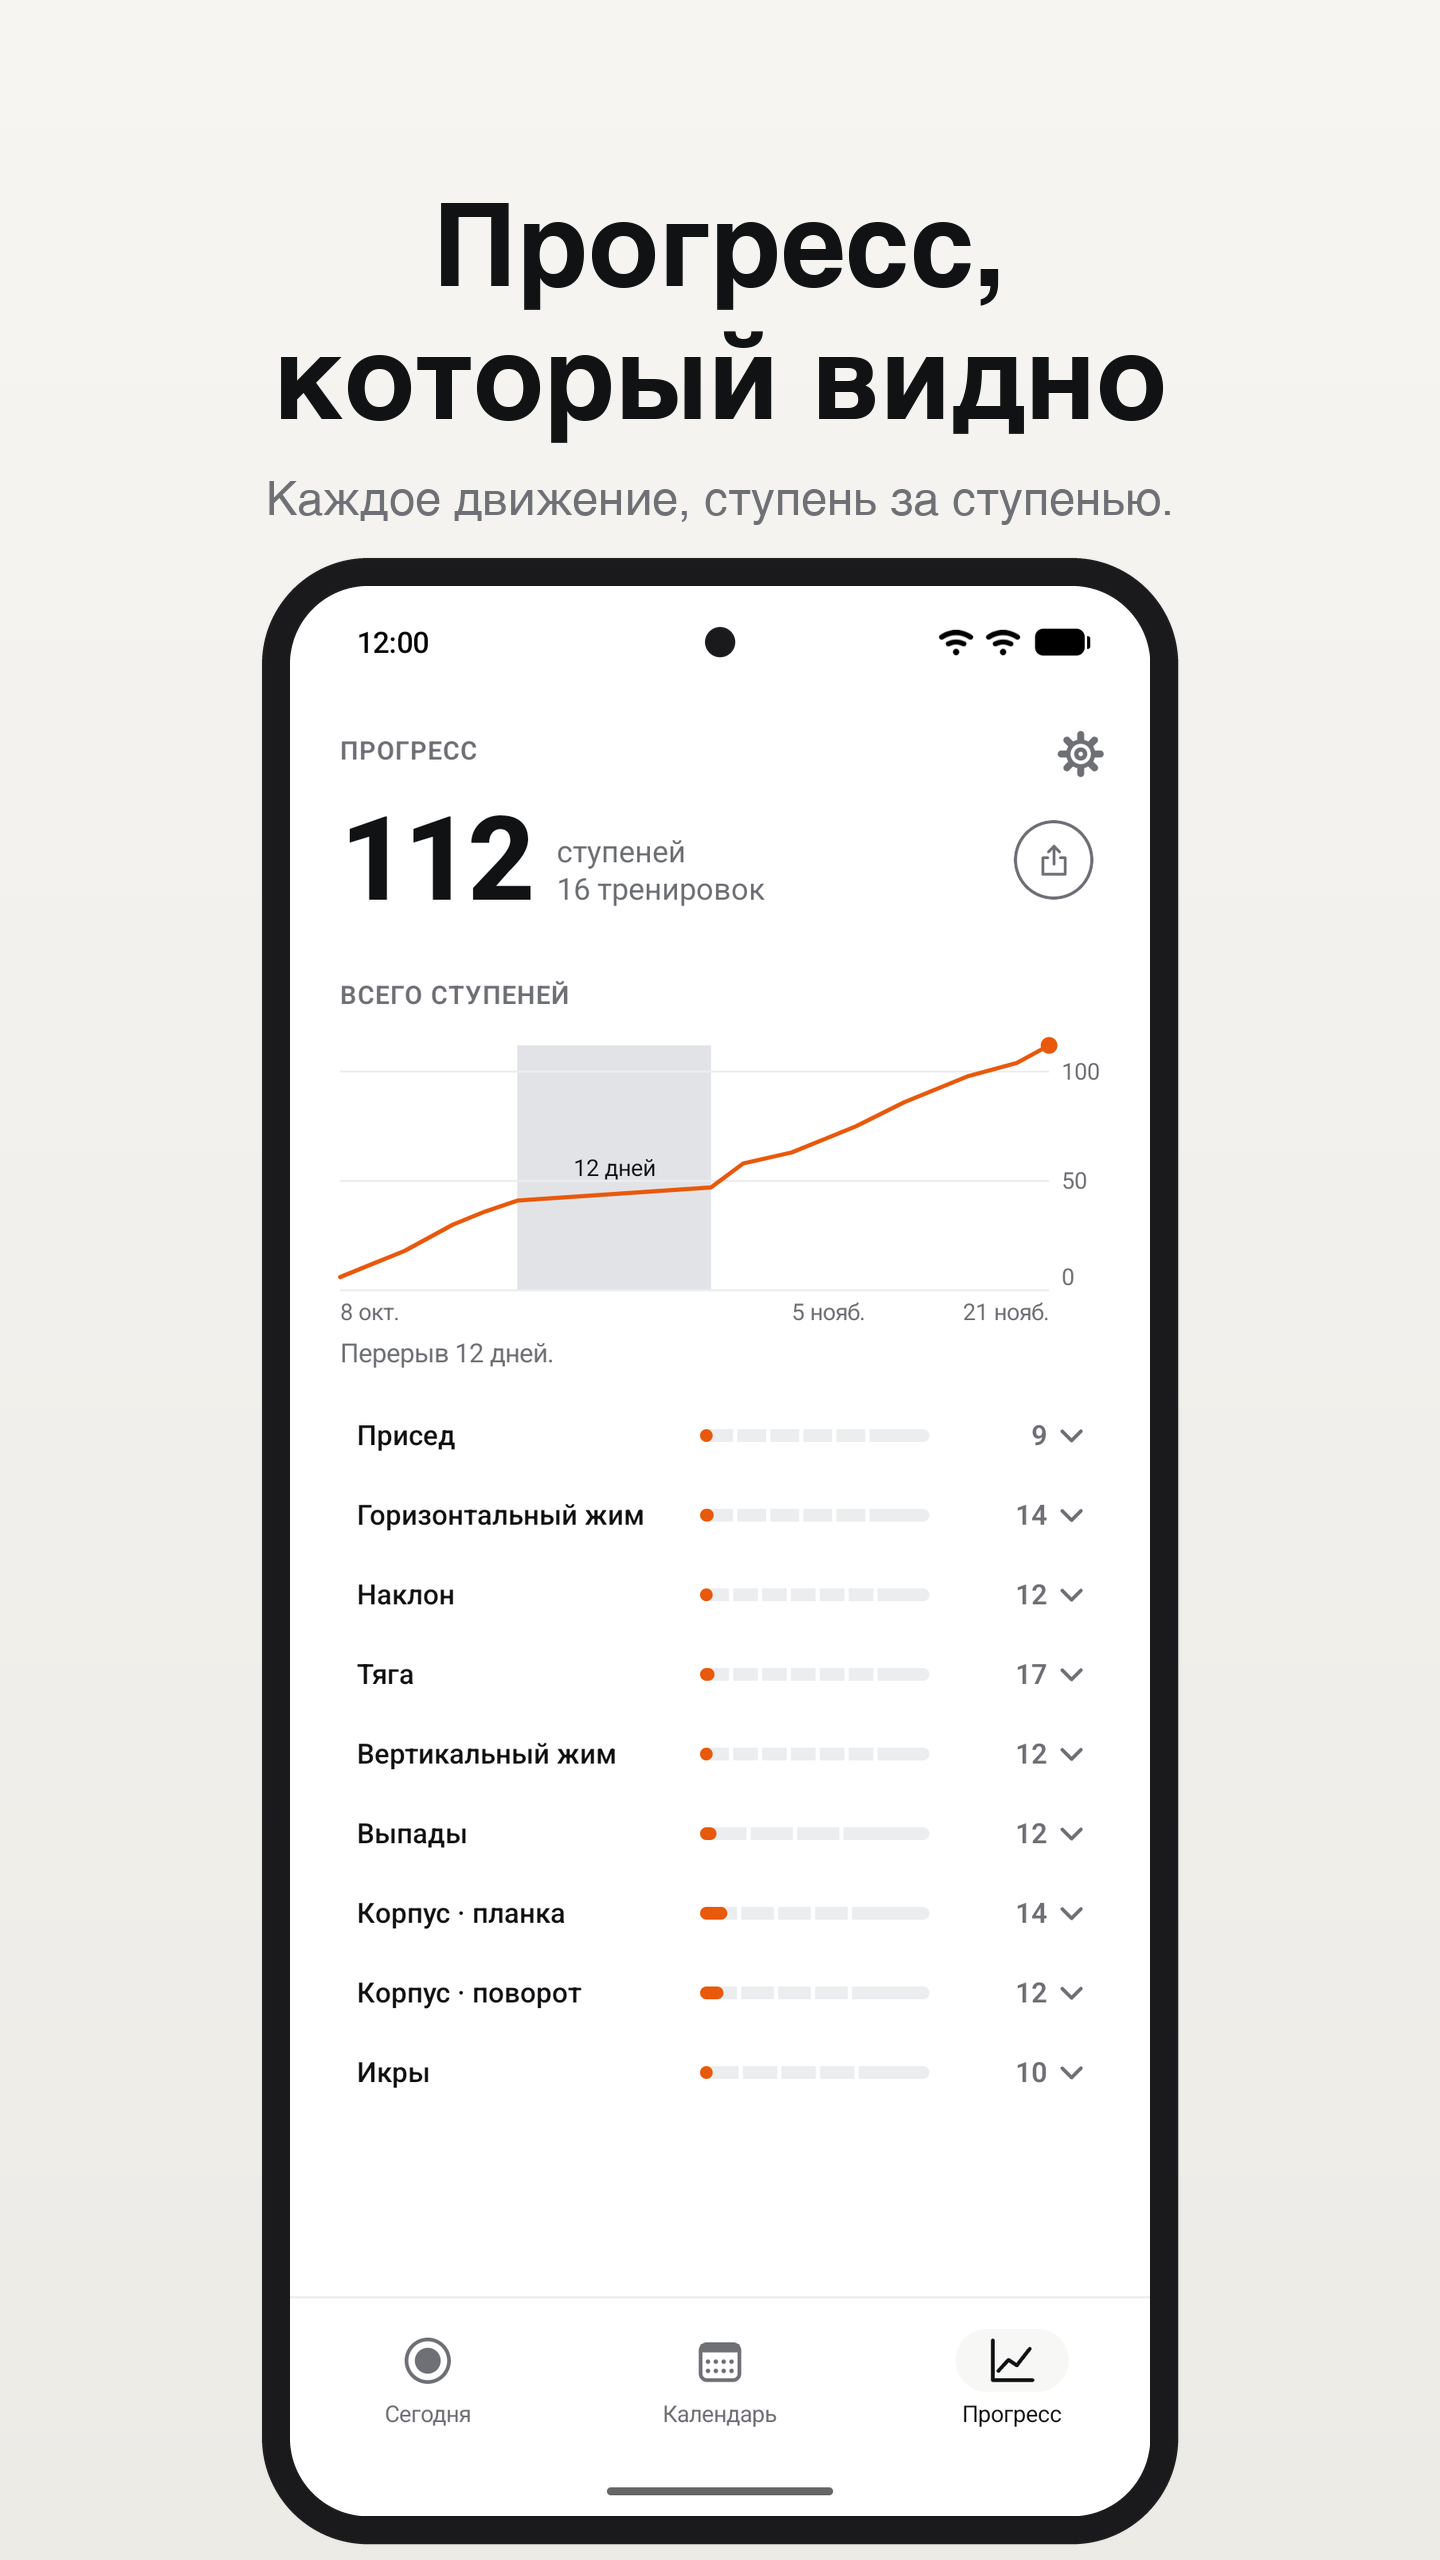 Прогресс,
который видно
Каждое движение, ступень за ступенью.
12:00
ПРОГРЕСС
112
ступеней
16 тренировок
ВСЕГО СТУПЕНЕЙ
100
12 дней
50
0
8 окт.
5 нояб.
21 нояб.
Перерыв 12 дней.
Присед 9
Горизонтальный жим 14
Наклон 12
Тяга 17
Вертикальный жим 12
Выпады 12
Корпус · планка 14
Корпус · поворот 12
Икры 10
Сегодня
Календарь
Прогресс